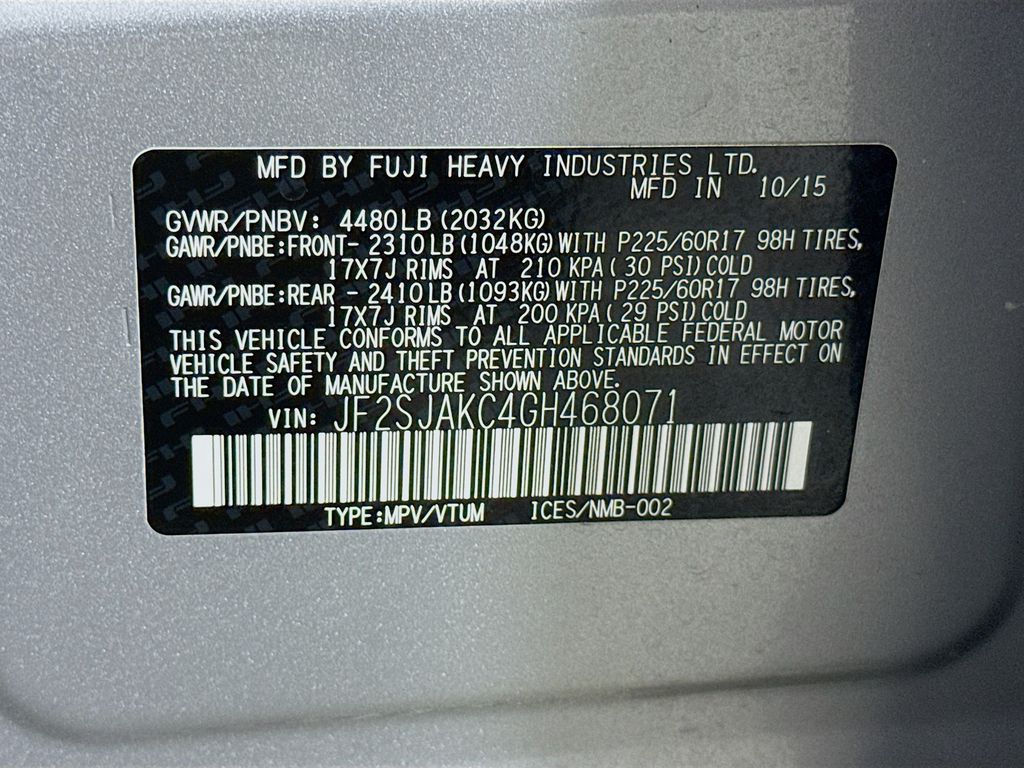 MFD BY FUJI HEAVY INDUSTRIES LTD.
MFD IN 10/15
GVWR/PNBV: 4480LB (2032KG)
GAWR/PNBE:FRONT- 2310LB (1048KG)WITH P225/60R17 98H TIRES,
17X7J RIMS AT 210 KPA ( 30 PSI)COLD
GAWR/PNBE:REAR - 2410LB (1093KG)WITH P225/60R17 98H TIRES,
17X7J RIMS AT 200 KPA ( 29 PSI)COLD
THIS VEHICLE CONFORMS TO ALL APPLICABLE FEDERAL MOTOR
VEHICLE SAFETY AND THEFT PREVENTION STANDARDS IN EFFECT ON
THE DATE OF MANUFACTURE SHOWN ABOVE.
VIN: JF2SJAKC4GH468071
TYPE:MPV/VTUM ICES/NMB-002